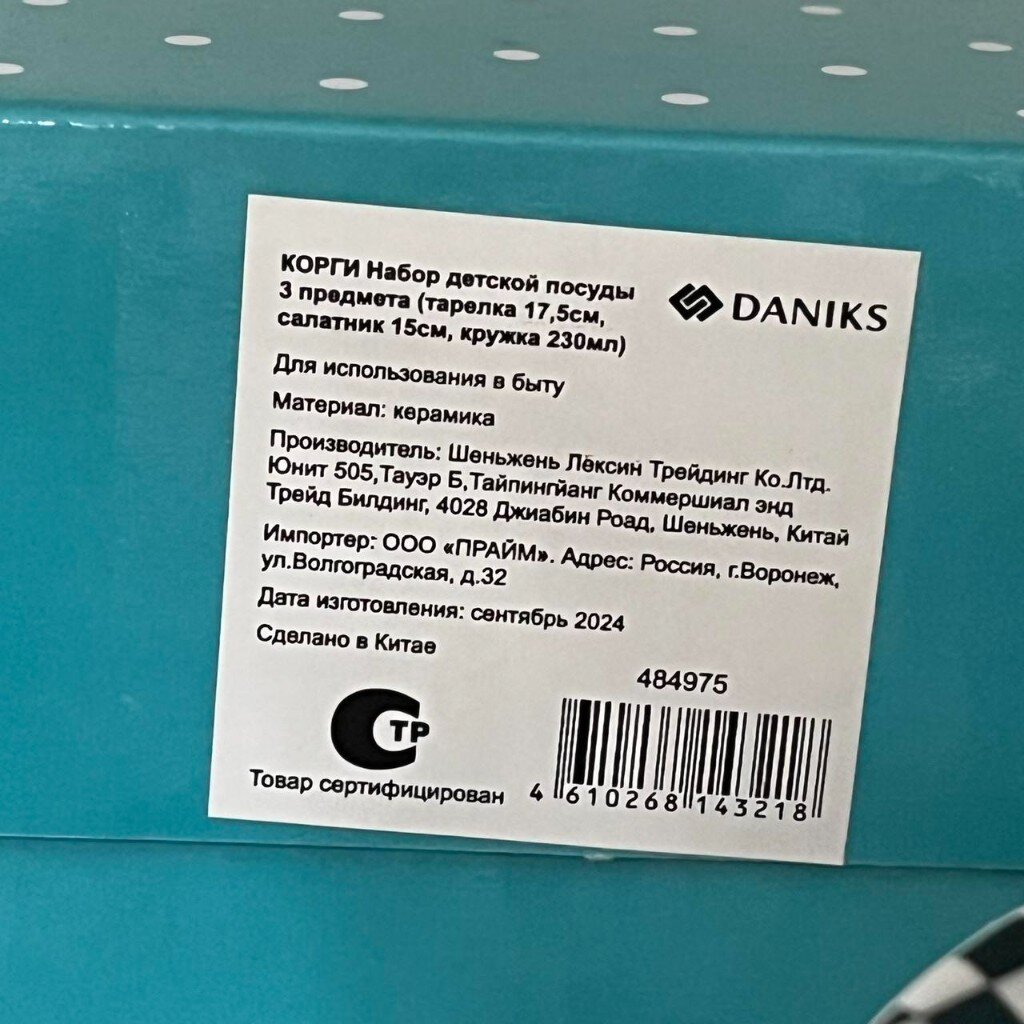 КОРГИ Набор детской посуды
3 предмета (тарелка 17,5см,
салатник 15см, кружка 230мл)
DANIKS
Для использования в быту
Материал: керамика
Производитель: Шеньжень Лёксин Трейдинг Ко.Лтд.
Юнит 505,Тауэр Б,Тайпингйанг Коммершиал энд
Трейд Билдинг, 4028 Джиабин Роад, Шеньжень, Китай
Импортер: ООО «ПРАЙМ». Адрес: Россия, г.Воронеж,
ул.Волгоградская, д.32
Дата изготовления: сентябрь 2024
Сделано в Китае
СТР
Товар сертифицирован
484975
4 610268 143218